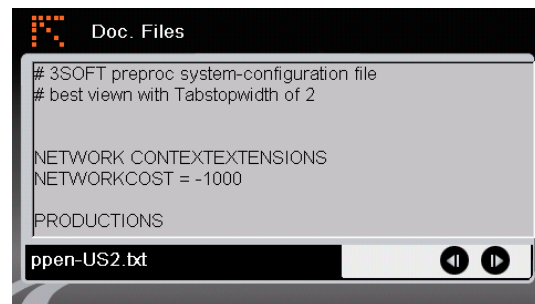 Doc. Files
# 3SOFT preproc system-configuration file
# best viewn with Tabstopwidth of 2
NETWORK CONTEXTEXTENSIONS
NETWORKCOST = -1000
PRODUCTIONS
ppen-US2.txt